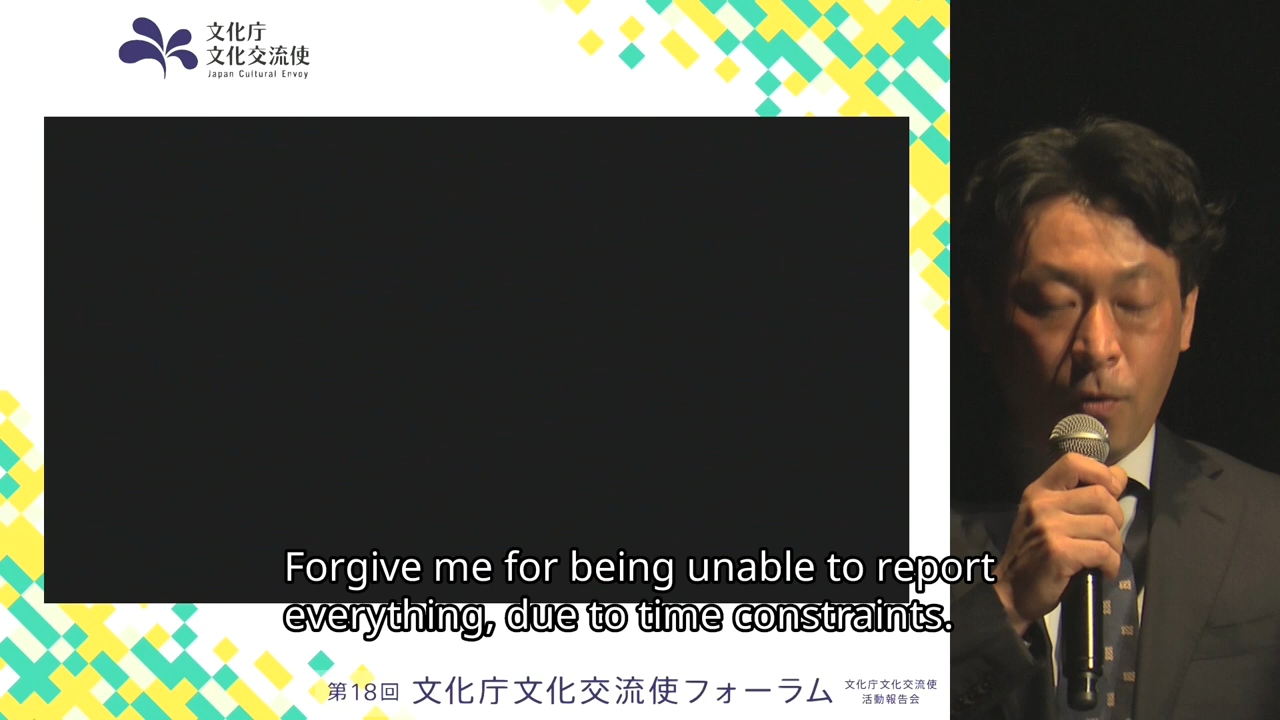 文化庁
文化交流使
Japan Cultural Envoy
Forgive me for being unable to report
everything, due to time constraints.
第18回 文化庁文化交流使フォーラム
文化庁文化交流使
活動報告会